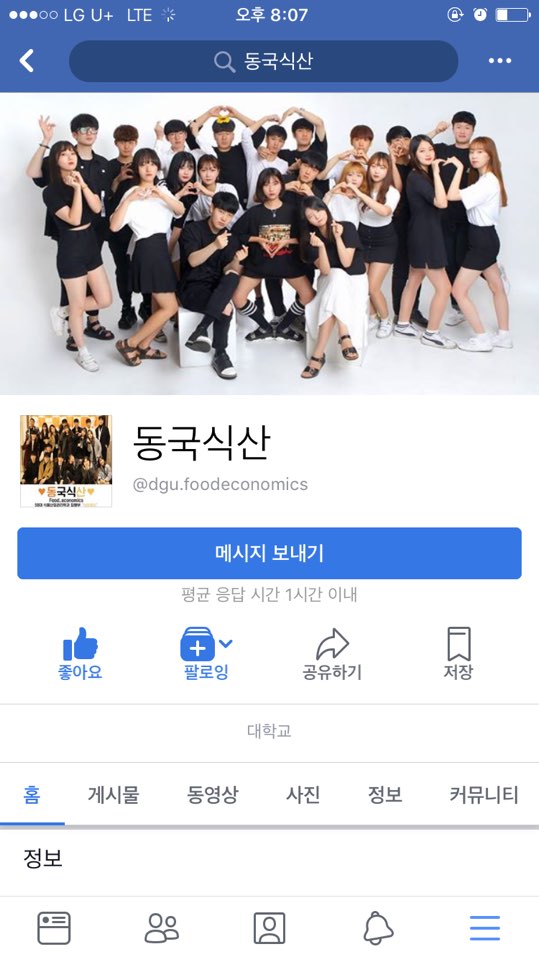 LG U+ LTE 오후 8:07
동국식산
동국식산
@dgu.foodeconomics
♥동국식산♥
Food_economics
메시지 보내기
평균 응답 시간 1시간 이내
좋아요 팔로잉 공유하기 저장
대학교
홈 게시물 동영상 사진 정보 커뮤니티
정보